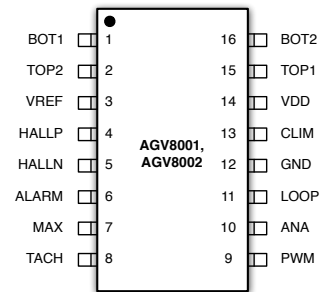 BOT1 1 16 BOT2
TOP2 2 15 TOP1
VREF 3 14 VDD
HALLP 4 13 CLIM
AGV8001,
AGV8002
HALLN 5 12 GND
ALARM 6 11 LOOP
MAX 7 10 ANA
TACH 8 9 PWM